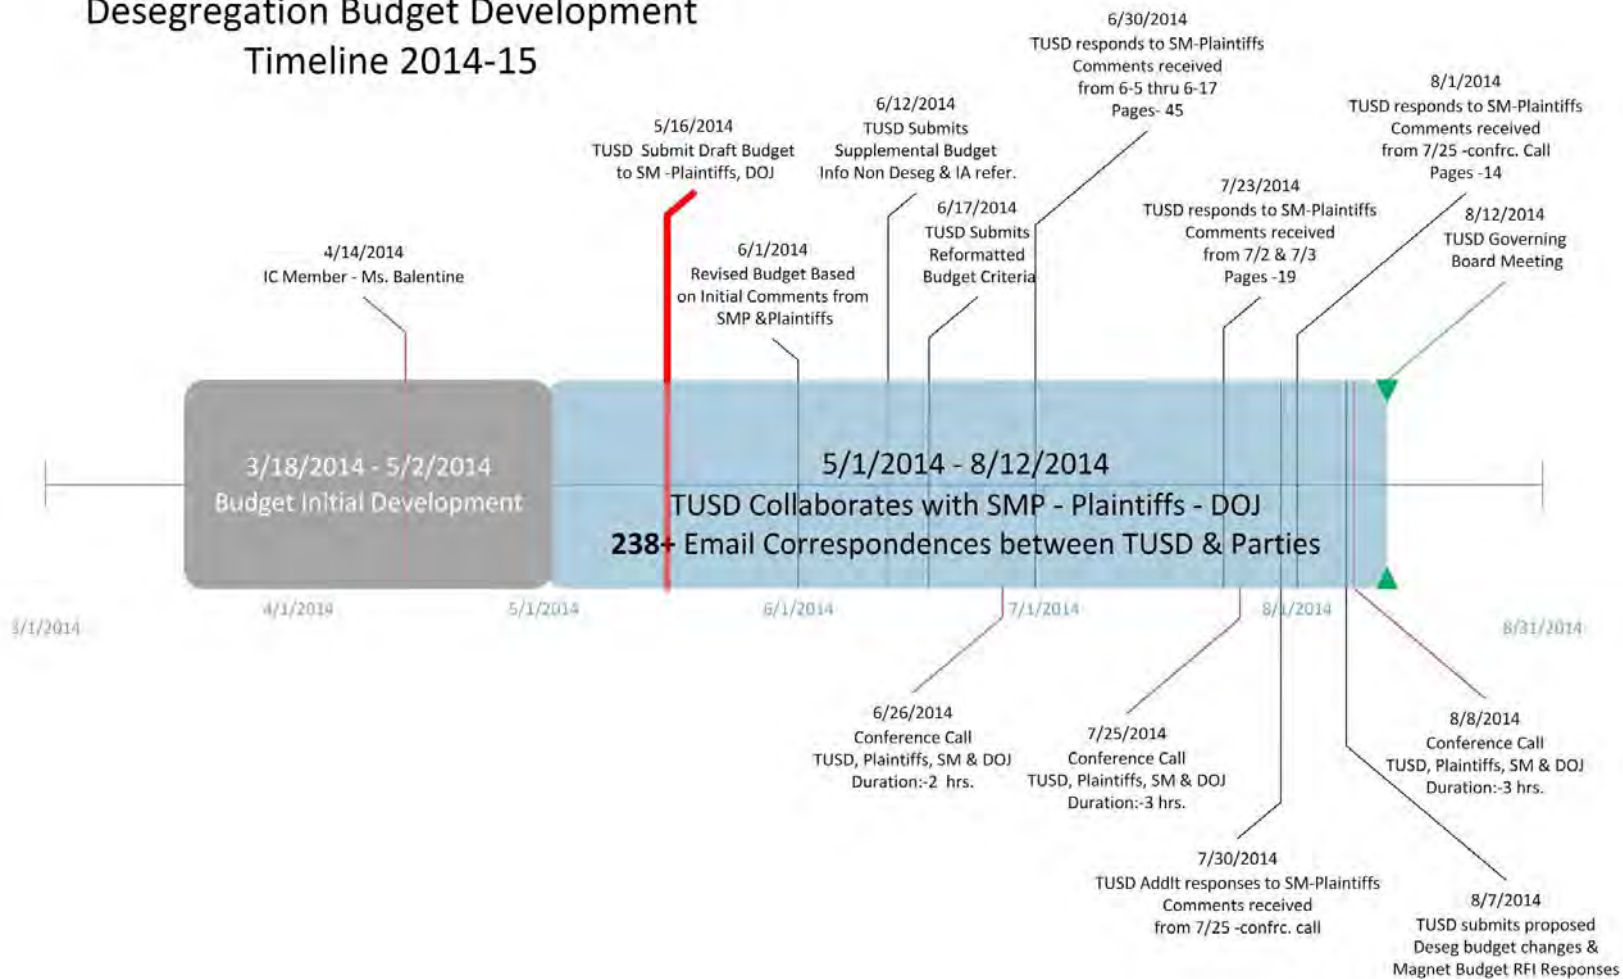 Desegregation Budget Development
Timeline 2014-15
6/30/2014
TUSD responds to SM-Plaintiffs
Comments received
from 6-5 thru 6-17
Pages- 45
8/1/2014
TUSD responds to SM-Plaintiffs
Comments received
from 7/25 -confrc. Call
Pages -14
6/12/2014
TUSD Submits
Supplemental Budget
Info Non Deseg & IA refer.
5/16/2014
TUSD Submit Draft Budget
to SM -Plaintiffs, DOJ
7/23/2014
TUSD responds to SM-Plaintiffs
Comments received
from 7/2 & 7/3
Pages -19
6/17/2014
TUSD Submits
Reformatted
Budget Criteria
8/12/2014
TUSD Governing
Board Meeting
4/14/2014
IC Member - Ms. Balentine
6/1/2014
Revised Budget Based
on Initial Comments from
SMP &Plaintiffs
3/18/2014 - 5/2/2014
Budget Initial Development
5/1/2014 - 8/12/2014
TUSD Collaborates with SMP - Plaintiffs - DOJ
238+ Email Correspondences between TUSD & Parties
3/1/2014
4/1/2014
5/1/2014
6/1/2014
7/1/2014
8/1/2014
8/31/2014
6/26/2014
Conference Call
TUSD, Plaintiffs, SM & DOJ
Duration:-2 hrs.
7/25/2014
Conference Call
TUSD, Plaintiffs, SM & DOJ
Duration:-3 hrs.
8/8/2014
Conference Call
TUSD, Plaintiffs, SM & DOJ
Duration:-3 hrs.
7/30/2014
TUSD Addlt responses to SM-Plaintiffs
Comments received
from 7/25 -confrc. call
8/7/2014
TUSD submits proposed
Deseg budget changes &
Magnet Budget RFI Responses